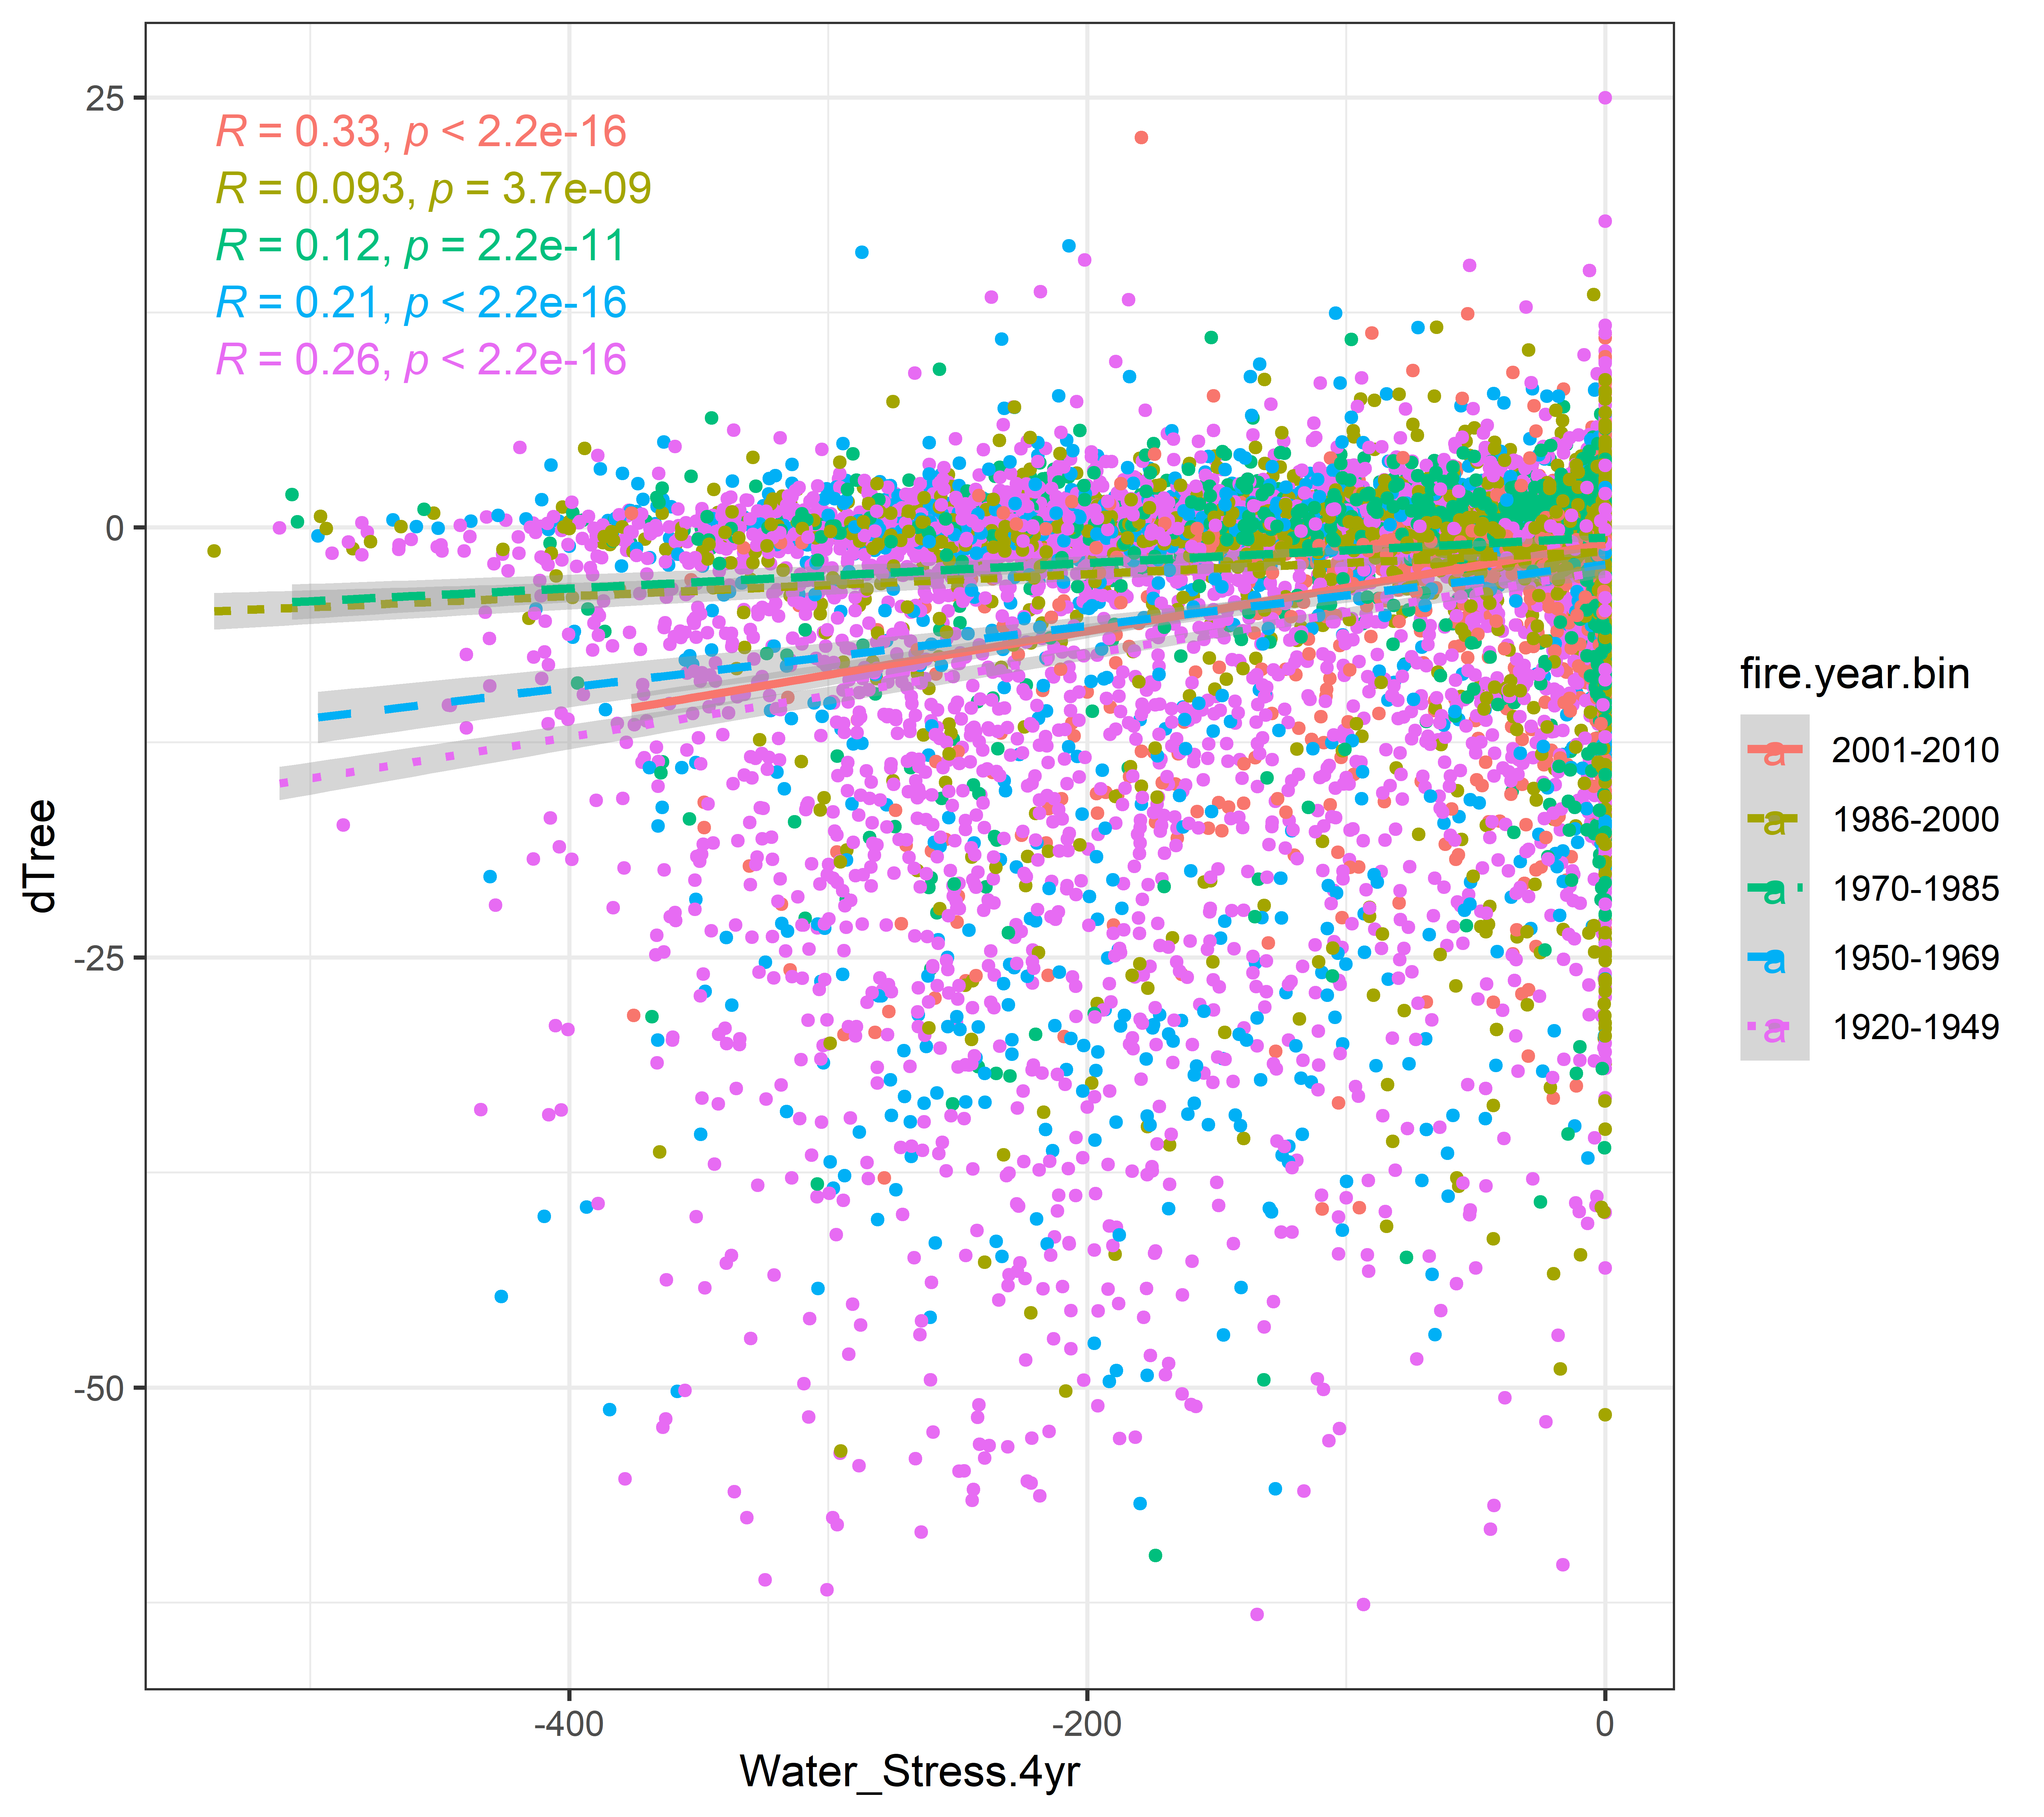 25
0
-25
-50
dTree
R = 0.33, p < 2.2e-16
R = 0.093, p = 3.7e-09
R = 0.12, p = 2.2e-11
R = 0.21, p < 2.2e-16
R = 0.26, p < 2.2e-16
-400
-200
0
Water_Stress.4yr
fire.year.bin
a 2001-2010
a 1986-2000
a 1970-1985
a 1950-1969
a 1920-1949